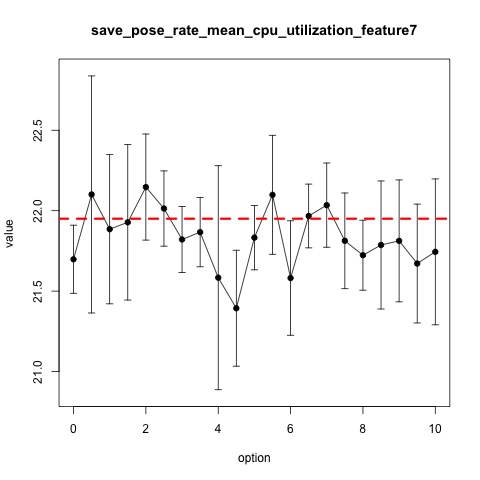 save_pose_rate_mean_cpu_utilization_feature7
22.5
22.0
21.5
21.0
value
0 2 4 6 8 10
option